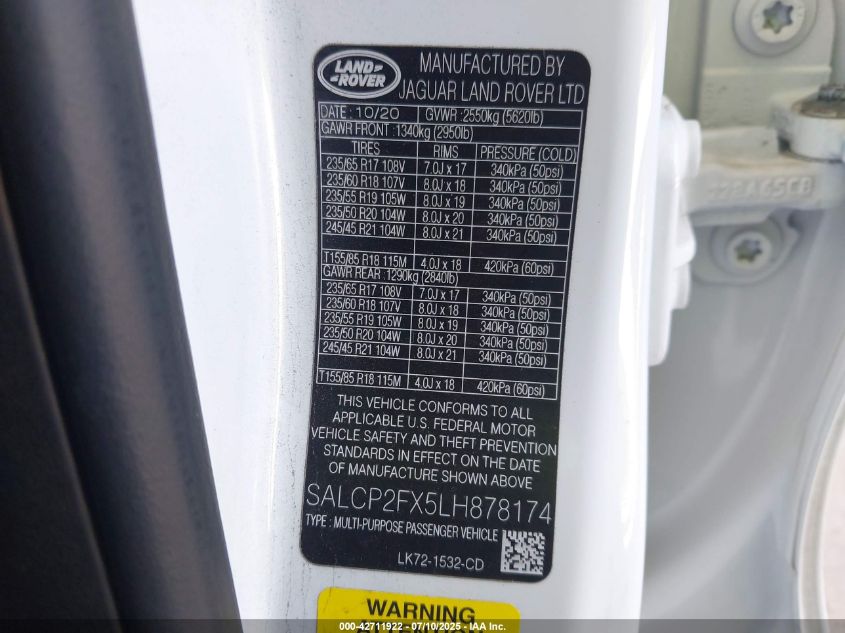 LAND
ROVER
MANUFACTURED BY
JAGUAR LAND ROVER LTD
DATE : 10/20 GVWR :2550kg (5620lb)
GAWR FRONT : 1340kg (2950lb)
TIRES RIMS PRESSURE (COLD)
235/65 R17 108V 7.0J x 17 340kPa (50psi)
235/60 R18 107V 8.0J x 18 340kPa (50psi)
235/55 R19 105W 8.0J x 19 340kPa (50psi)
235/50 R20 104W 8.0J x 20 340kPa (50psi)
245/45 R21 104W 8.0J x 21 340kPa (50psi)
T155/85 R18 115M 4.0J x 18 420kPa (60psi)
GAWR REAR : 1290kg (2840lb)
235/65 R17 108V 7.0J x 17 340kPa (50psi)
235/60 R18 107V 8.0J x 18 340kPa (50psi)
235/55 R19 105W 8.0J x 19 340kPa (50psi)
235/50 R20 104W 8.0J x 20 340kPa (50psi)
245/45 R21 104W 8.0J x 21 340kPa (50psi)
T155/85 R18 115M 4.0J x 18 420kPa (60psi)
THIS VEHICLE CONFORMS TO ALL
APPLICABLE U.S. FEDERAL MOTOR
VEHICLE SAFETY AND THEFT PREVENTION
STANDARDS IN EFFECT ON THE DATE
OF MANUFACTURE SHOWN ABOVE
SALCP2FX5LH878174
TYPE : MULTI-PURPOSE PASSENGER VEHICLE
LK72-1532-CD
WARNING
000-42711922 - 07/10/2025 - IAA Inc.